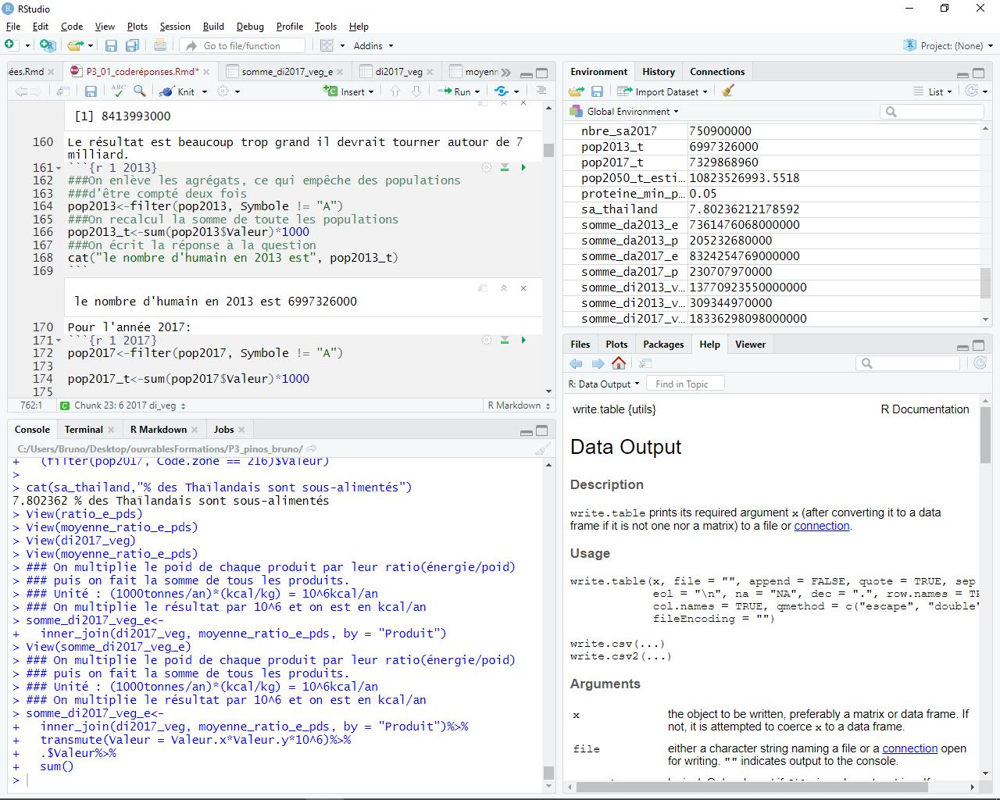 RStudio
File Edit Code View Plots Session Build Debug Profile Tools Help
Go to file/function Addins Project: (None)
ées.Rmd P3_01_coderéponses.Rmd* somme_di2017_veg_e di2017_veg moyenn
ABC Knit Insert Run
[1] 8413993000
160 Le résultat est beaucoup trop grand il devrait tourner autour de 7
milliard.
161 ```{r 1 2013}
162 ###On enlève les agrégats, ce qui empêche des populations
163 ###d'être compté deux fois
164 pop2013<-filter(pop2013, Symbole != "A")
165 ###On recalcul la somme de toute les populations
166 pop2013_t<-sum(pop2013$Valeur)*1000
167 ###On écrit la réponse à la question
168 cat("le nombre d'humain en 2013 est", pop2013_t)
169 ```
le nombre d'humain en 2013 est 6997326000
170 Pour l'année 2017:
171 ```{r 1 2017}
172 pop2017<-filter(pop2017, Symbole != "A")
173
174 pop2017_t<-sum(pop2017$Valeur)*1000
175
762:1 Chunk 23: 6 2017 di_veg R Markdown
Console Terminal R Markdown Jobs
C:/Users/Bruno/Desktop/ouvrablesFormations/P3_pinos_bruno/
+ (filter(pop2017, Code.zone == 216)$Valeur)
>
> cat(sa_thailand,"% des Thaïlandais sont sous-alimentés")
7.802362 % des Thaïlandais sont sous-alimentés
> View(ratio_e_pds)
> View(moyenne_ratio_e_pds)
> View(di2017_veg)
> View(moyenne_ratio_e_pds)
> ### On multiplie le poid de chaque produit par leur ratio(énergie/poid)
> ### puis on fait la somme de tous les produits.
> ### Unité : (1000tonnes/an)*(kcal/kg) = 10^6kcal/an
> ### On multiplie le résultat par 10^6 et on est en kcal/an
> somme_di2017_veg_e<-
+ inner_join(di2017_veg, moyenne_ratio_e_pds, by = "Produit")
> View(somme_di2017_veg_e)
> ### On multiplie le poid de chaque produit par leur ratio(énergie/poid)
> ### puis on fait la somme de tous les produits.
> ### Unité : (1000tonnes/an)*(kcal/kg) = 10^6kcal/an
> ### On multiplie le résultat par 10^6 et on est en kcal/an
> somme_di2017_veg_e<-
+ inner_join(di2017_veg, moyenne_ratio_e_pds, by = "Produit")%>%
+ transmute(Valeur = Valeur.x*Valeur.y*10^6)%>%
+ .$Valeur%>%
+ sum()
>
Environment History Connections
Import Dataset List
Global Environment
nbre_sa2017 750900000
pop2013_t 6997326000
pop2017_t 7329868960
pop2050_t_esti… 10823526993.5518
proteine_min_p… 0.05
sa_thailand 7.80236212178592
somme_da2013_e 7361476068000000
somme_da2013_p 205232680000
somme_da2017_e 8324254769000000
somme_da2017_p 230707970000
somme_di2013_v… 13770923550000000
somme_di2013_v… 309344970000
somme_di2017_v… 18336298098000000
Files Plots Packages Help Viewer
R: Data Output Find in Topic
write.table {utils} R Documentation
Data Output
Description
write.table prints its required argument x (after converting it to a data
frame if it is not one nor a matrix) to a file or connection.
Usage
write.table(x, file = "", append = FALSE, quote = TRUE, sep
eol = "\n", na = "NA", dec = ".", row.names = TR
col.names = TRUE, qmethod = c("escape", "double"
fileEncoding = "")
write.csv(...)
write.csv2(...)
Arguments
x the object to be written, preferably a matrix or data frame. If
not, it is attempted to coerce x to a data frame.
file either a character string naming a file or a connection open
for writing. "" indicates output to the console.